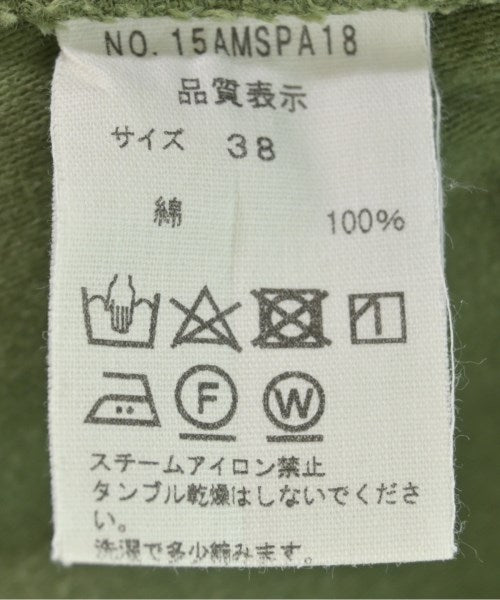 NO. 15AMSPA18
品質表示
サイズ 38
綿 100%
F W
スチームアイロン禁止
タンブル乾燥はしないでくださ
い。
洗濯で多少縮みます。